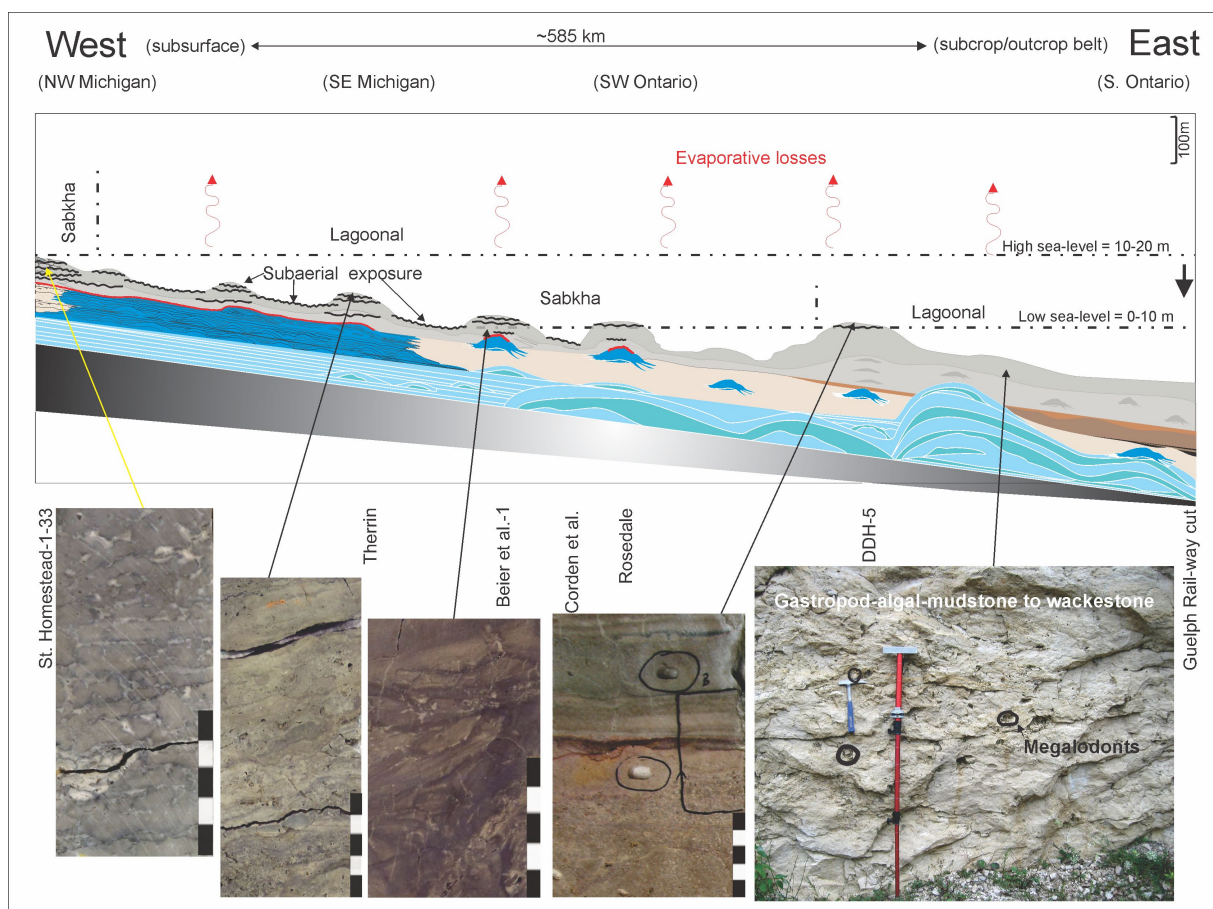 West (subsurface) ~585 km (subcrop/outcrop belt) East
(NW Michigan) (SE Michigan) (SW Ontario) (S. Ontario)
100m
Evaporative losses
Sabkha
Lagoonal
High sea-level = 10-20 m
Subaerial exposure
Sabkha
Lagoonal
Low sea-level = 0-10 m
St. Homestead-1-33
Therrin
Beier et al.-1
Corden et al.
Rosedale
DDH-5
Guelph Rail-way cut
B
Gastropod-algal-mudstone to wackestone
Megalodonts